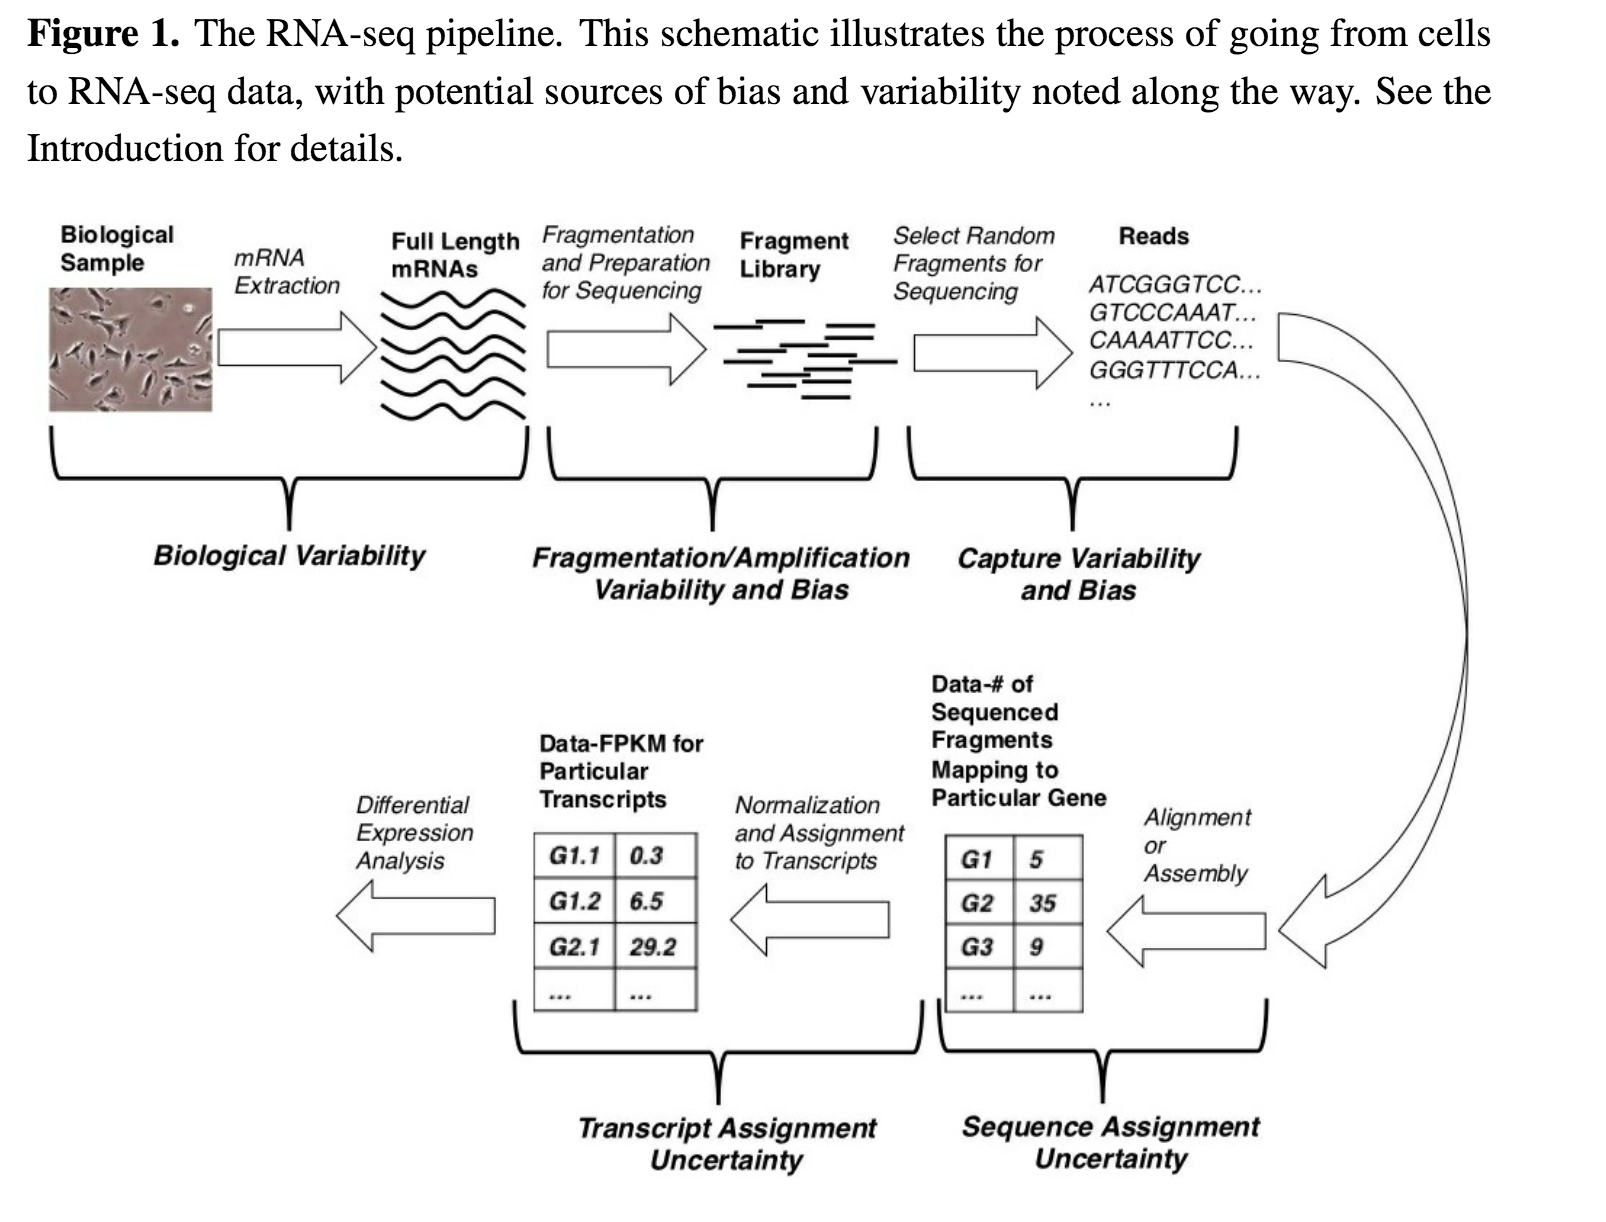 Figure 1. The RNA-seq pipeline. This schematic illustrates the process of going from cells
to RNA-seq data, with potential sources of bias and variability noted along the way. See the
Introduction for details.
Biological
Sample
mRNA
Extraction
Full Length
mRNAs
Fragmentation
and Preparation
for Sequencing
Fragment
Library
Select Random
Fragments for
Sequencing
Reads
ATCGGGTCC...
GTCCCAAAT...
CAAAATTCC...
GGGTTTCCA...
...
Biological Variability
Fragmentation/Amplification
Variability and Bias
Capture Variability
and Bias
Alignment
or
Assembly
Data-# of
Sequenced
Fragments
Mapping to
Particular Gene
G1 5
G2 35
G3 9
... ...
Normalization
and Assignment
to Transcripts
Data-FPKM for
Particular
Transcripts
G1.1 0.3
G1.2 6.5
G2.1 29.2
... ...
Differential
Expression
Analysis
Transcript Assignment
Uncertainty
Sequence Assignment
Uncertainty